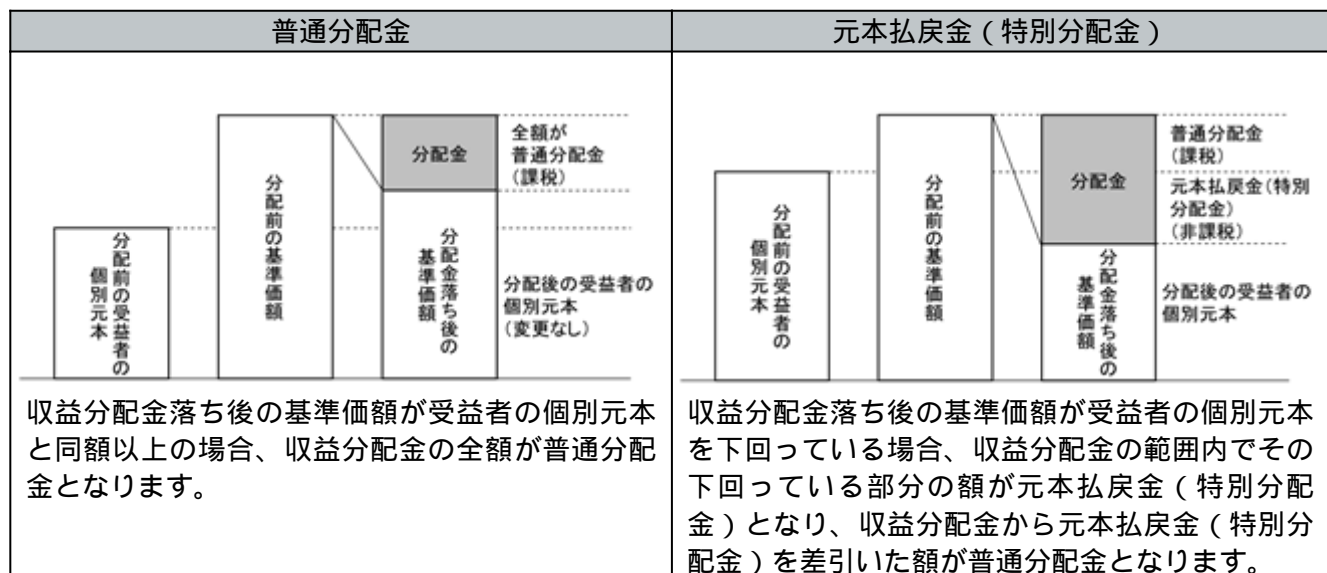 普通分配金
元本払戻金（特別分配金）
分配前の受益者の
個別元本
分配前の基準価額
分配金
分配金落ち後の
基準価額
全額が
普通分配金
（課税）
分配後の受益者の
個別元本
（変更なし）
収益分配金落ち後の基準価額が受益者の個別元本
と同額以上の場合、収益分配金の全額が普通分配
金となります。
分配前の受益者の
個別元本
分配前の基準価額
分配金
分配金落ち後の
基準価額
普通分配金
（課税）
元本払戻金（特別
分配金）
（非課税）
分配後の受益者の
個別元本
収益分配金落ち後の基準価額が受益者の個別元本
を下回っている場合、収益分配金の範囲内でその
下回っている部分の額が元本払戻金（特別分配
金）となり、収益分配金から元本払戻金（特別分
配金）を差引いた額が普通分配金となります。